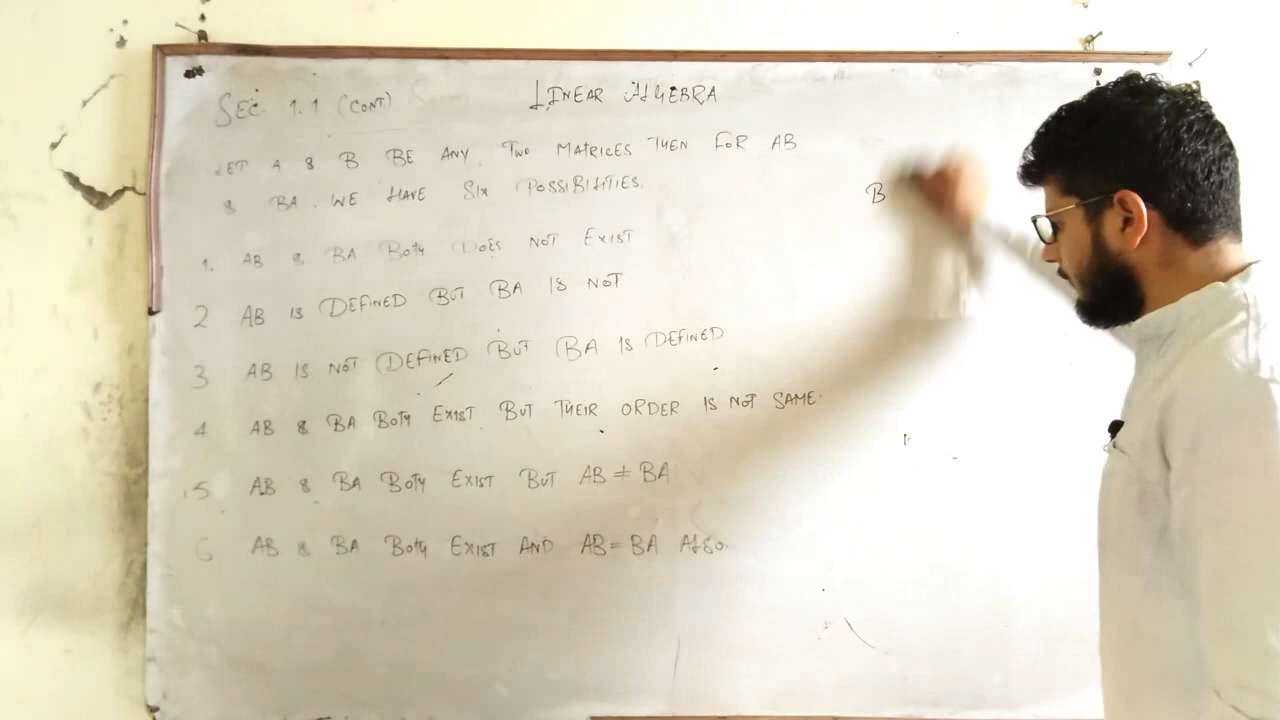 SEC. 1.1 (CONT)
LINEAR ALGEBRA
LET A & B BE ANY TWO MATRICES THEN FOR AB
& BA. WE HAVE SIX POSSIBILITIES.
1. AB & BA BOTH DOES NOT EXIST
2 AB IS DEFINED BUT BA IS NOT
3 AB IS NOT DEFINED BUT BA IS DEFINED
4 AB & BA BOTH EXIST BUT THEIR ORDER IS NOT SAME.
5 AB & BA BOTH EXIST BUT AB ≠ BA
6 AB & BA BOTH EXIST AND AB = BA ALSO.
B